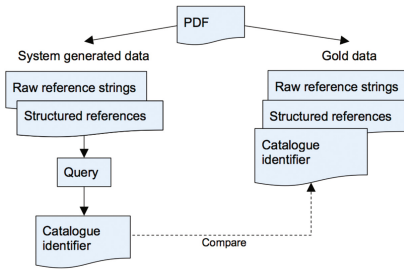 PDF
System generated data
Gold data
Raw reference strings
Structured references
Query
Catalogue
identifier
Raw reference strings
Structured references
Catalogue
identifier
Compare